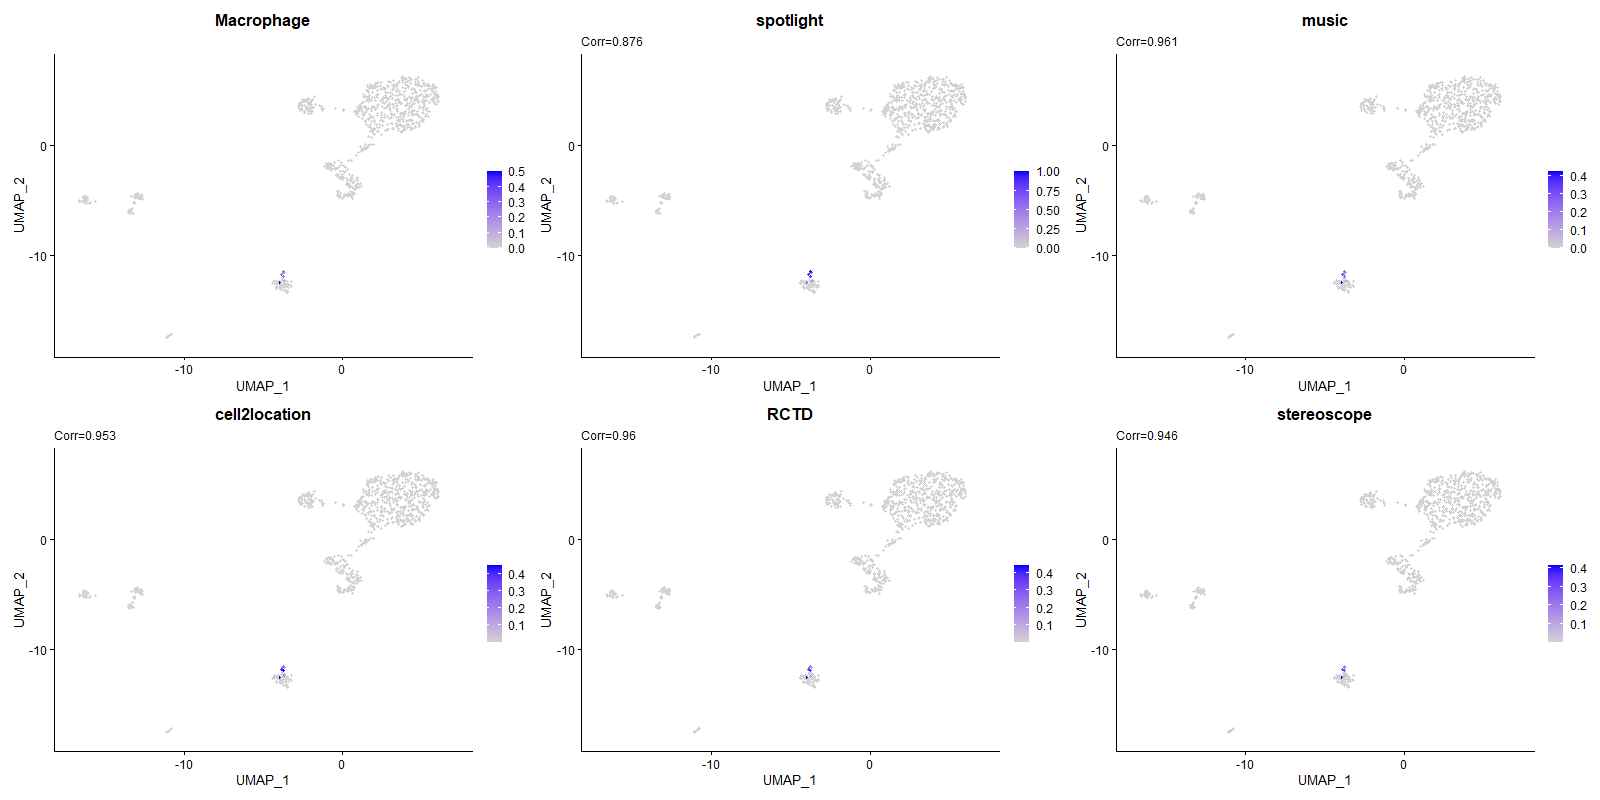 Macrophage
0
-10
UMAP_2
-10
0
UMAP_1
0.5
0.4
0.3
0.2
0.1
0.0
spotlight
Corr=0.876
0
-10
UMAP_2
-10
0
UMAP_1
1.00
0.75
0.50
0.25
0.00
music
Corr=0.961
0
-10
UMAP_2
-10
0
UMAP_1
0.4
0.3
0.2
0.1
0.0
cell2location
Corr=0.953
0
-10
UMAP_2
-10
0
UMAP_1
0.4
0.3
0.2
0.1
RCTD
Corr=0.96
0
-10
UMAP_2
-10
0
UMAP_1
0.4
0.3
0.2
0.1
stereoscope
Corr=0.946
0
-10
UMAP_2
-10
0
UMAP_1
0.4
0.3
0.2
0.1